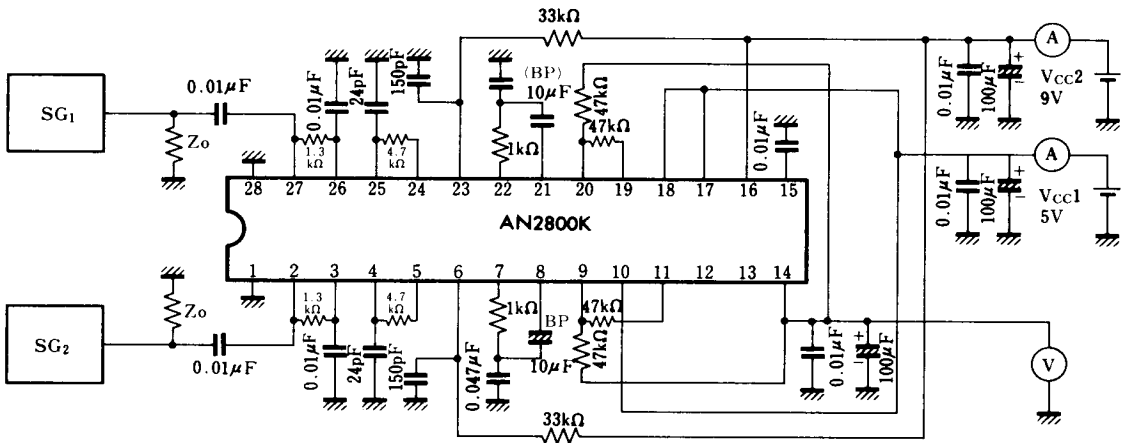 33kΩ
SG1
0.01µF
Zo
0.01µF
24pF
150pF
(BP)
10µF
47kΩ
47kΩ
1.3
kΩ
4.7
kΩ
1kΩ
0.01µF
0.01µF
100µF
+
-
A
VCC2
9V
28 27 26 25 24 23 22 21 20 19 18 17 16 15
AN2800K
0.01µF
100µF
+
-
A
VCC1
5V
1 2 3 4 5 6 7 8 9 10 11 12 13 14
SG2
Zo
0.01µF
1.3
kΩ
4.7
kΩ
0.01µF
24pF
150pF
1kΩ
0.047µF
BP
10µF
47kΩ
47kΩ
0.01µF
+
-
100µF
V
33kΩ